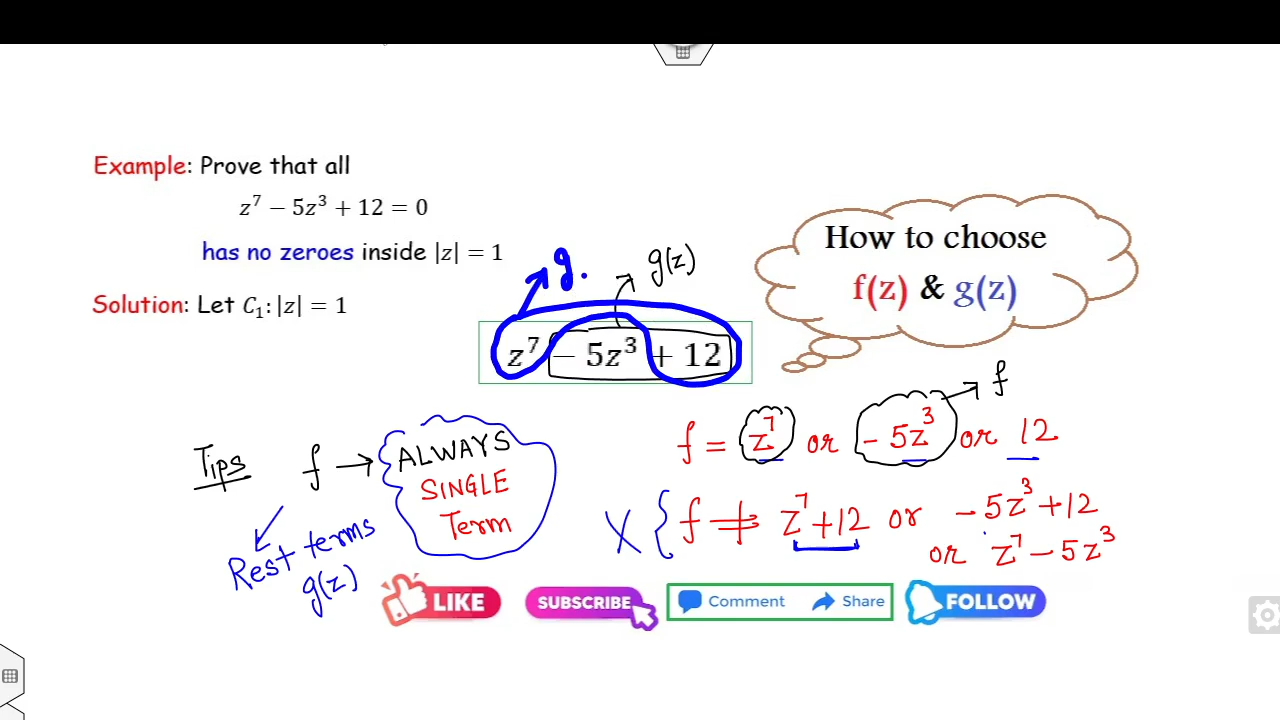 Example: Prove that all
z⁷ − 5z³ + 12 = 0
has no zeroes inside |z| = 1
Solution: Let C₁: |z| = 1
g.
g(z)
z⁷ − 5z³ + 12
How to choose
f(z) & g(z)
Tips f → ALWAYS
SINGLE
Term
Rest terms
g(z)
f
f = z⁷ or -5z³ or 12
X { f ≠ z⁷+12 or -5z³+12
or z⁷-5z³
LIKE
SUBSCRIBE
Comment Share
FOLLOW